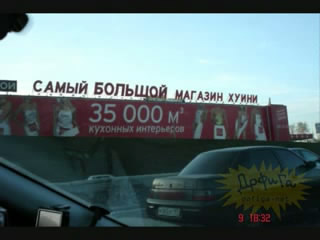 САМЫЙ БОЛЬШОЙ МАГАЗИН ХУИНИ
35 000 м²
кухонных интерьеров
9 18:32